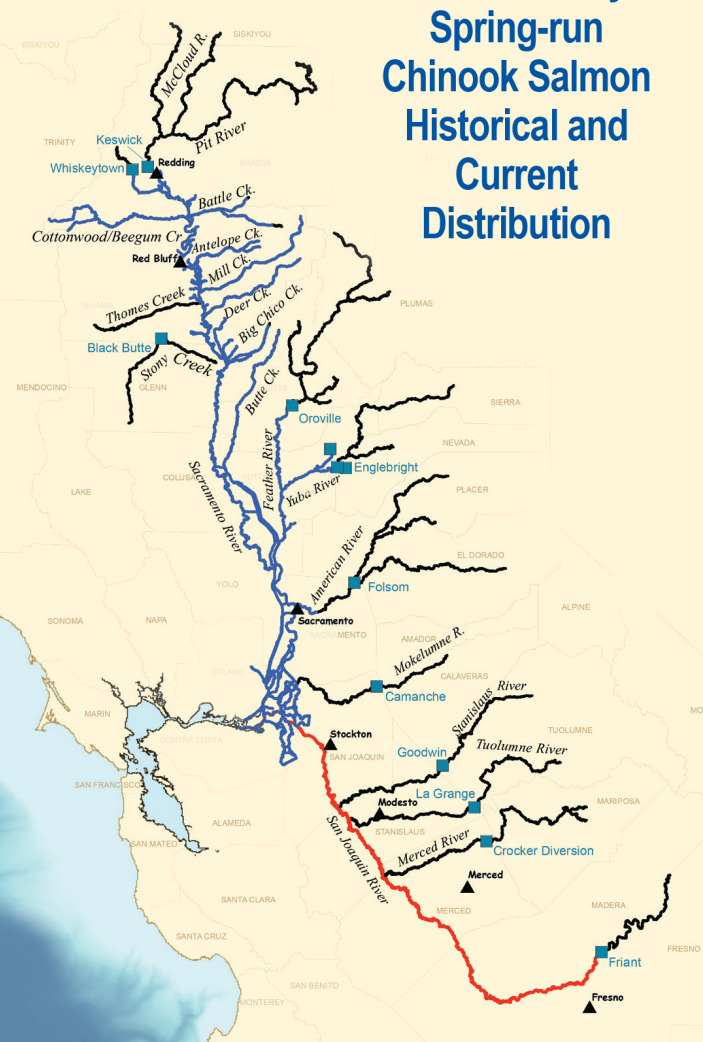 Spring-run
Chinook Salmon
Historical and
Current
Distribution
SISKIYOU
SISKIYOU
McCloud R.
Pit River
TRINITY
Keswick
Redding
Whiskeytown
SHASTA
Battle Ck.
Cottonwood/Beegum Cr
Antelope Ck.
Red Bluff
Mill Ck.
TEHAMA
Thomes Creek
Deer Ck.
Big Chico Ck.
PLUMAS
Black Butte
Stony Creek
MENDOCINO
GLENN
Butte Ck.
Oroville
SIERRA
Feather River
NEVADA
Englebright
Yuba River
COLUSA
LAKE
PLACER
Sacramento River
American River
EL DORADO
YOLO
Folsom
ALPINE
SONOMA
NAPA
Sacramento
SACRAMENTO
AMADOR
Mokelumne R.
SOLANO
CALAVERAS
Camanche
Stanislaus River
MARIN
CONTRA COSTA
Stockton
SAN JOAQUIN
TUOLUMNE
Goodwin
Tuolumne River
SAN FRANCISCO
La Grange
MARIPOSA
Modesto
ALAMEDA
STANISLAUS
San Joaquin River
Merced River
SAN MATEO
Crocker Diversion
Merced
SANTA CLARA
MERCED
MADERA
SANTA CRUZ
FRESNO
Friant
SAN BENITO
Fresno
MONTEREY